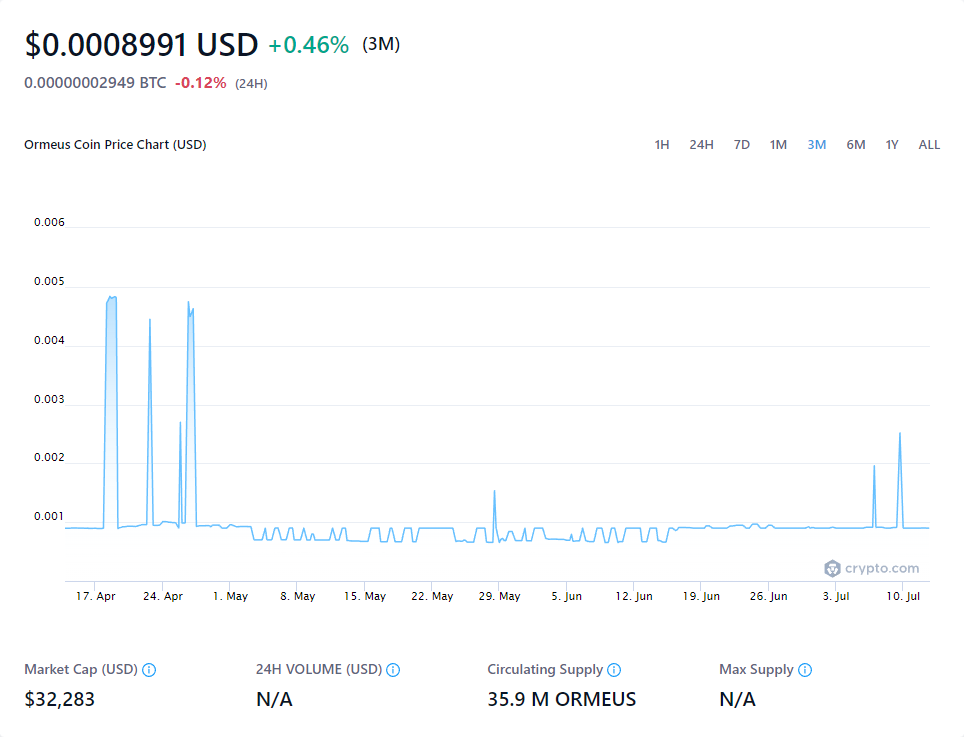 $0.0008991 USD +0.46% (3M)
0.00000002949 BTC -0.12% (24H)
Ormeus Coin Price Chart (USD) 1H 24H 7D 1M 3M 6M 1Y ALL
0.006
0.005
0.004
0.003
0.002
0.001
crypto.com
17. Apr 24. Apr 1. May 8. May 15. May 22. May 29. May 5. Jun 12. Jun 19. Jun 26. Jun 3. Jul 10. Jul
Market Cap (USD) 24H VOLUME (USD) Circulating Supply Max Supply
$32,283 N/A 35.9 M ORMEUS N/A